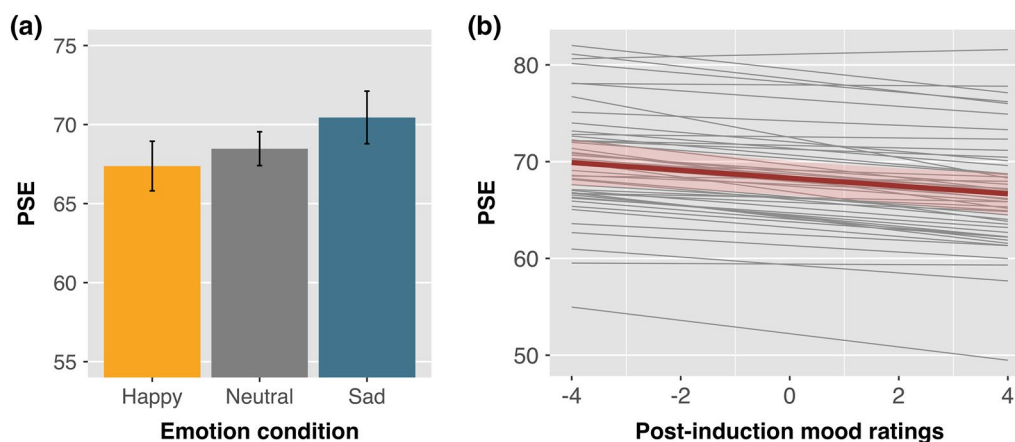 (a)
75
70
65
60
55
PSE
Happy Neutral Sad
Emotion condition
(b)
80
70
60
50
PSE
-4 -2 0 2 4
Post-induction mood ratings